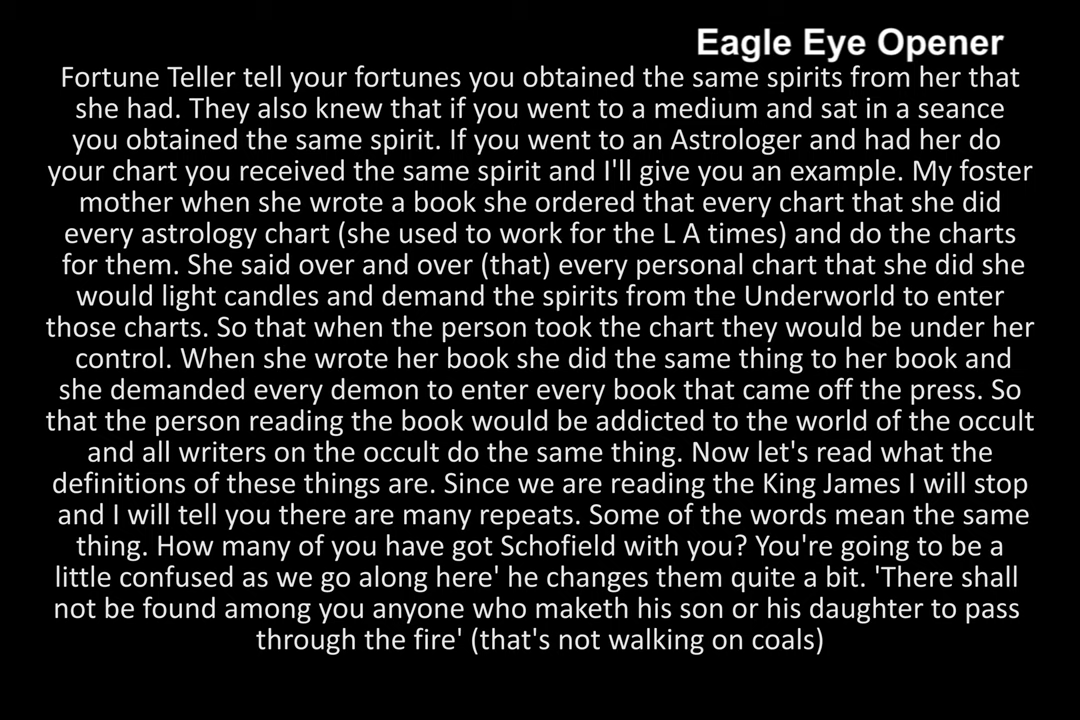 Eagle Eye Opener
Fortune Teller tell your fortunes you obtained the same spirits from her that
she had. They also knew that if you went to a medium and sat in a seance
you obtained the same spirit. If you went to an Astrologer and had her do
your chart you received the same spirit and I'll give you an example. My foster
mother when she wrote a book she ordered that every chart that she did
every astrology chart (she used to work for the L A times) and do the charts
for them. She said over and over (that) every personal chart that she did she
would light candles and demand the spirits from the Underworld to enter
those charts. So that when the person took the chart they would be under her
control. When she wrote her book she did the same thing to her book and
she demanded every demon to enter every book that came off the press. So
that the person reading the book would be addicted to the world of the occult
and all writers on the occult do the same thing. Now let's read what the
definitions of these things are. Since we are reading the King James I will stop
and I will tell you there are many repeats. Some of the words mean the same
thing. How many of you have got Schofield with you? You're going to be a
little confused as we go along here' he changes them quite a bit. 'There shall
not be found among you anyone who maketh his son or his daughter to pass
through the fire' (that's not walking on coals)